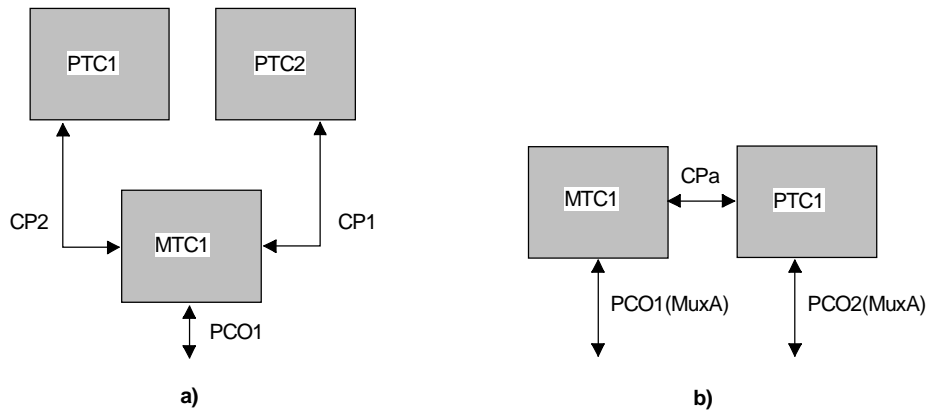 PTC1
PTC2
CP2
MTC1
CP1
PCO1
a)
MTC1
CPa
PTC1
PCO1(MuxA)
PCO2(MuxA)
b)